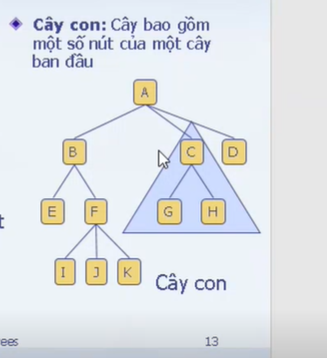 Cây con: Cây bao gồm
một số nút của một cây
ban đầu
A
B
C
D
E
F
G
H
I
J
K
Cây con
t
ees
13